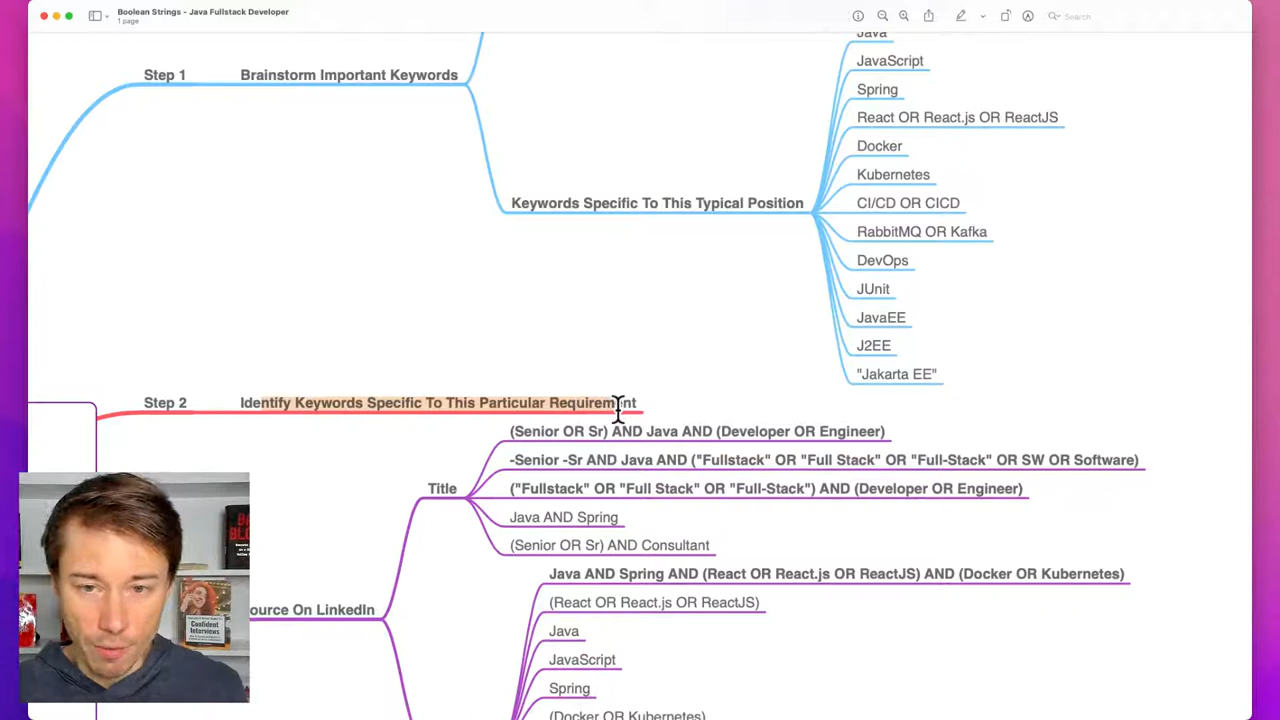 Boolean Strings - Java Fullstack Developer
1 page
Search
Java
Step 1
Brainstorm Important Keywords
JavaScript
Spring
React OR React.js OR ReactJS
Docker
Kubernetes
Keywords Specific To This Typical Position
CI/CD OR CICD
RabbitMQ OR Kafka
DevOps
JUnit
JavaEE
J2EE
"Jakarta EE"
Step 2
Identify Keywords Specific To This Particular Requirement
(Senior OR Sr) AND Java AND (Developer OR Engineer)
-Senior -Sr AND Java AND ("Fullstack" OR "Full Stack" OR "Full-Stack" OR SW OR Software)
Title
("Fullstack" OR "Full Stack" OR "Full-Stack") AND (Developer OR Engineer)
Java AND Spring
(Senior OR Sr) AND Consultant
Java AND Spring AND (React OR React.js OR ReactJS) AND (Docker OR Kubernetes)
ource On LinkedIn
(React OR React.js OR ReactJS)
Java
JavaScript
Spring
(Docker OR Kubernetes)
Confident
Interviews